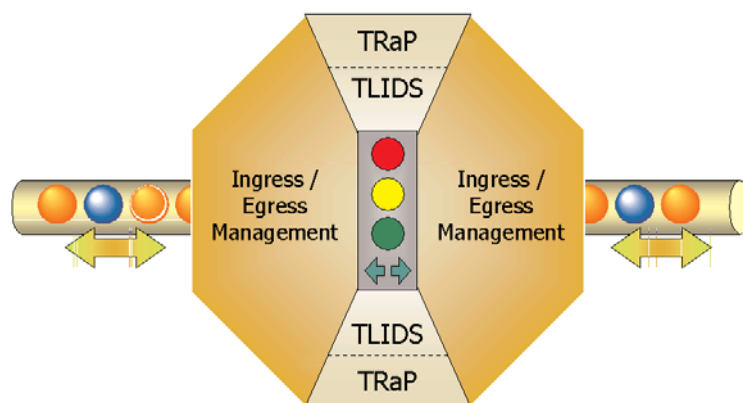 TRaP
TLIDS
Ingress /
Egress
Management
Ingress /
Egress
Management
TLIDS
TRaP